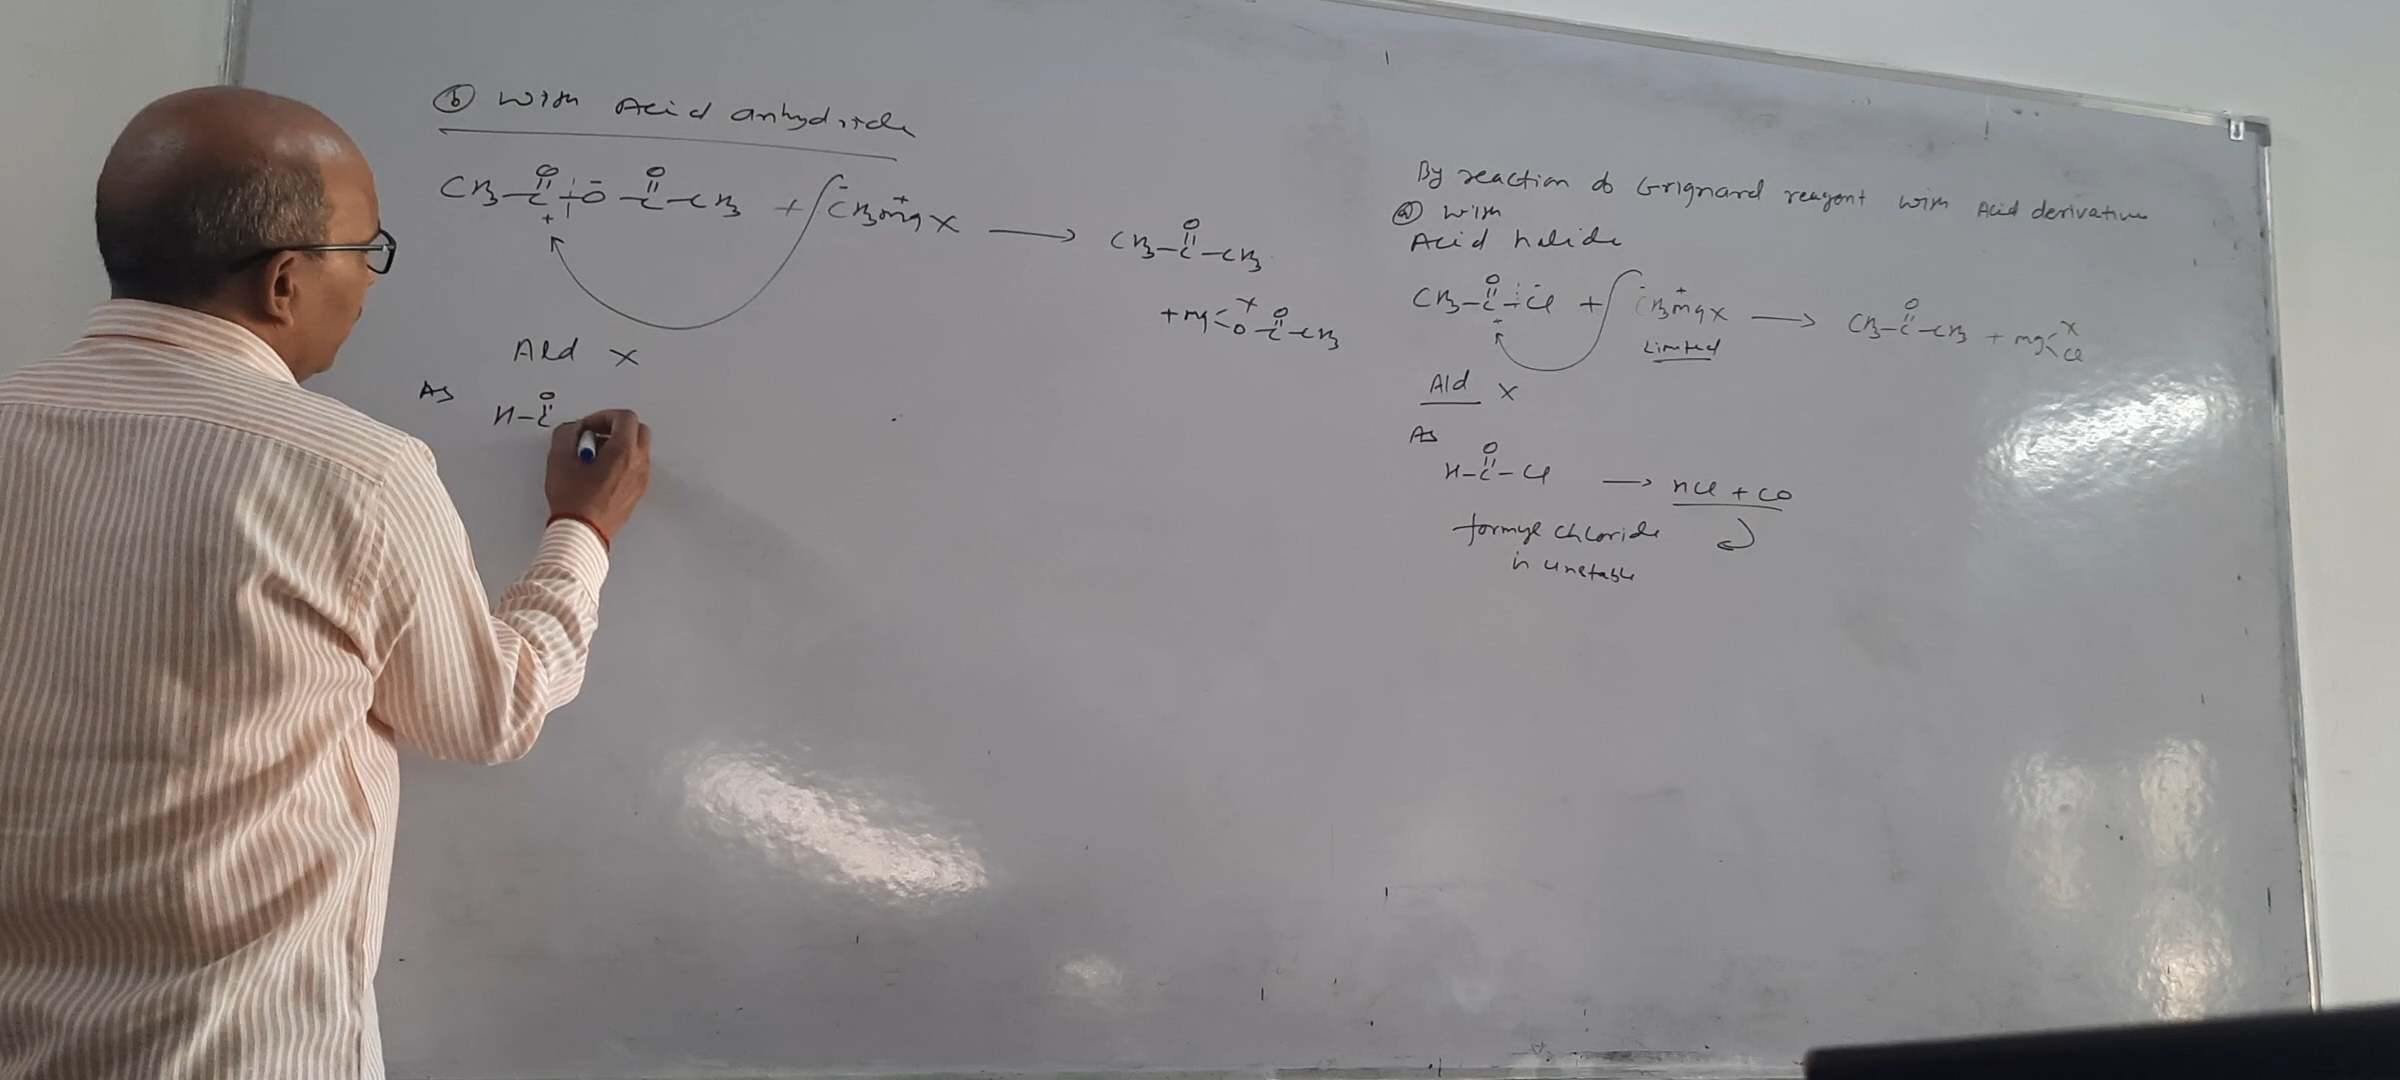 By reaction of Grignard reagent with Acid derivative
(a) with
Acid halide
O O
CH3–C–Cl + CH3MgX → CH3–C–CH3 + Mg<X
Cl
Limited
Ald X
As
O
H–C–Cl → HCl + CO
formyl chloride
is unstable
(b) With Acid anhydride
O O O
CH3–C–O–C–CH3 + CH3MgX → CH3–C–CH3
X O
+ Mg<O–C–CH3
Ald X
As
O
H–C